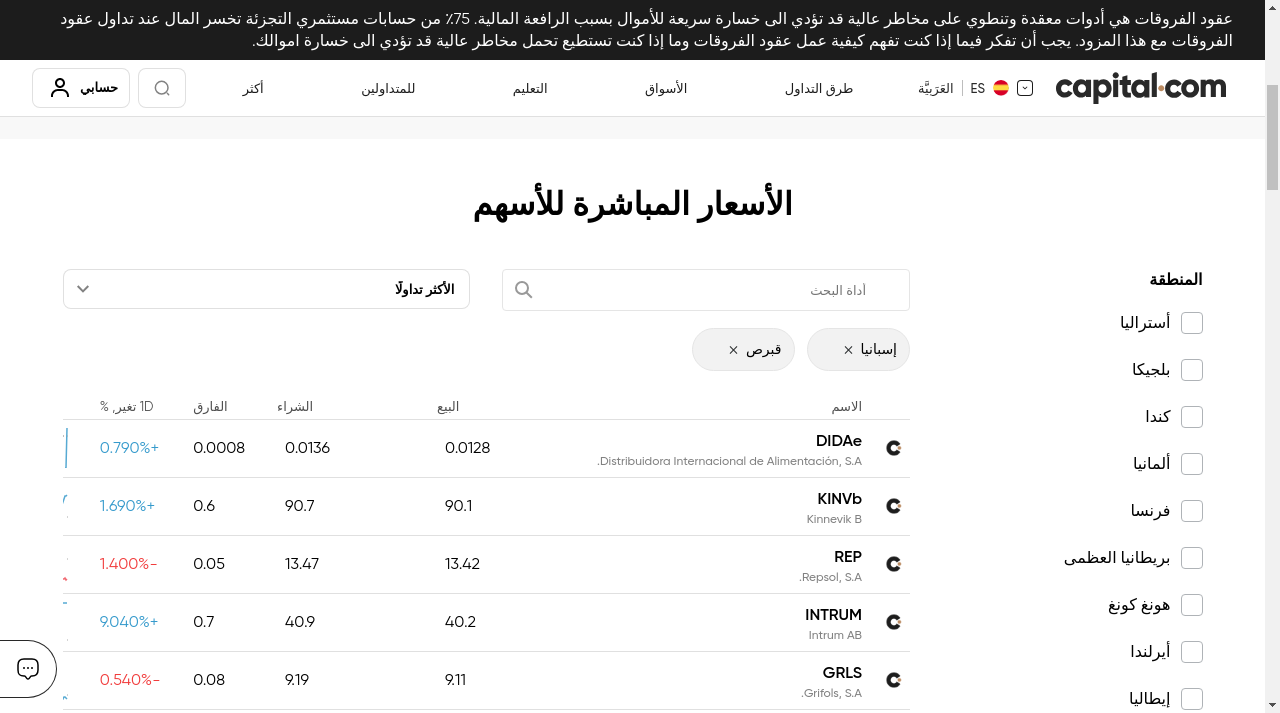 عقود الفروقات هي أدوات معقدة وتنطوي على مخاطر عالية قد تؤدي الى خسارة سريعة للأموال بسبب الرافعة المالية. 75٪ من حسابات مستثمري التجزئة تخسر المال عند تداول عقود
الفروقات مع هذا المزود. يجب أن تفكر فيما إذا كنت تفهم كيفية عمل عقود الفروقات وما إذا كنت تستطيع تحمل مخاطر عالية قد تؤدي الى خسارة اموالك.
capital.com
ES
العَرَبيَّة
طرق التداول
الأسواق
التعليم
للمتداولين
أكثر
حسابي
الأسعار المباشرة للأسهم
المنطقة
أستراليا
بلجيكا
كندا
ألمانيا
فرنسا
بريطانيا العظمى
هونغ كونغ
أيرلندا
إيطاليا
أداة البحث
الأكثر تداولًا
إسبانيا ×
قبرص ×
الاسم البيع الشراء الفارق 1D تغير, %
DIDAe 0.0128 0.0136 0.0008 0.790%+
Distribuidora Internacional de Alimentación, S.A.
KINVb 90.1 90.7 0.6 1.690%+
Kinnevik B
REP 13.42 13.47 0.05 1.400%-
Repsol, S.A.
INTRUM 40.2 40.9 0.7 9.040%+
Intrum AB
GRLS 9.11 9.19 0.08 0.540%-
Grifols, S.A.